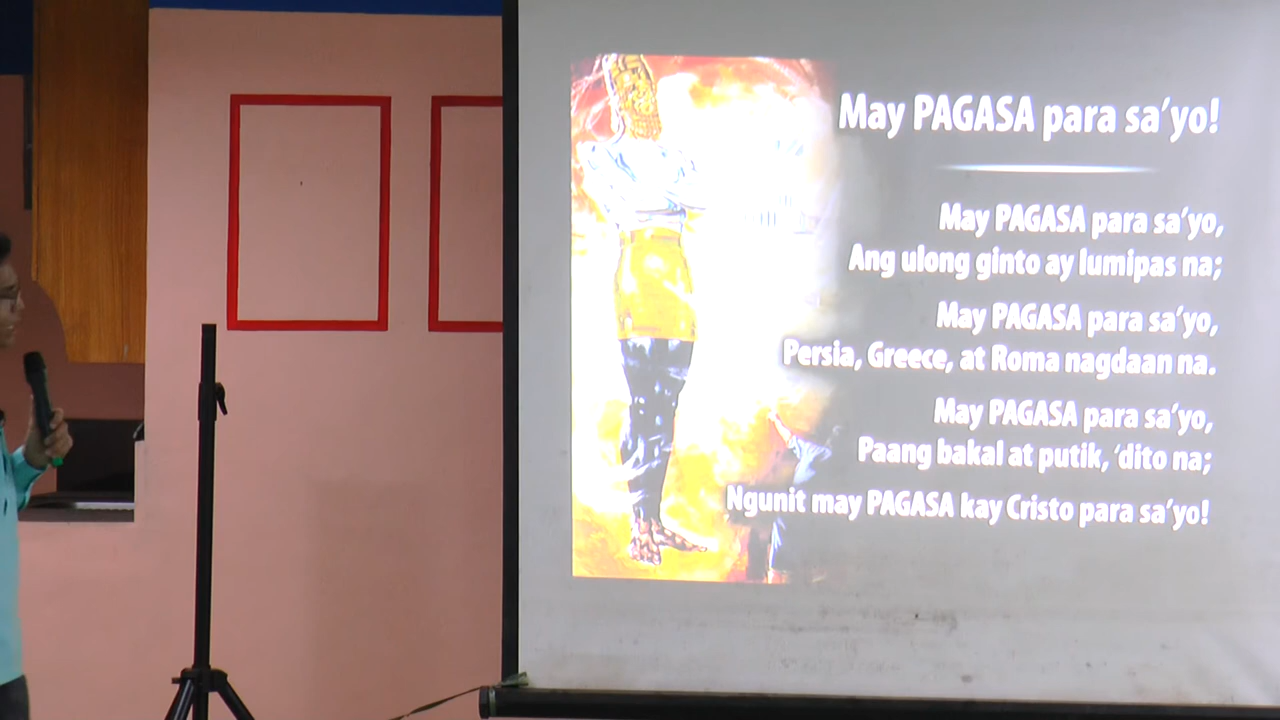 May PAGASA para sa'yo!
May PAGASA para sa'yo,
Ang ulong ginto ay lumipas na;
May PAGASA para sa'yo,
Persia, Greece, at Roma nagdaan na.
May PAGASA para sa'yo,
Paang bakal at putik, 'dito na;
Ngunit may PAGASA kay Cristo para sa'yo!